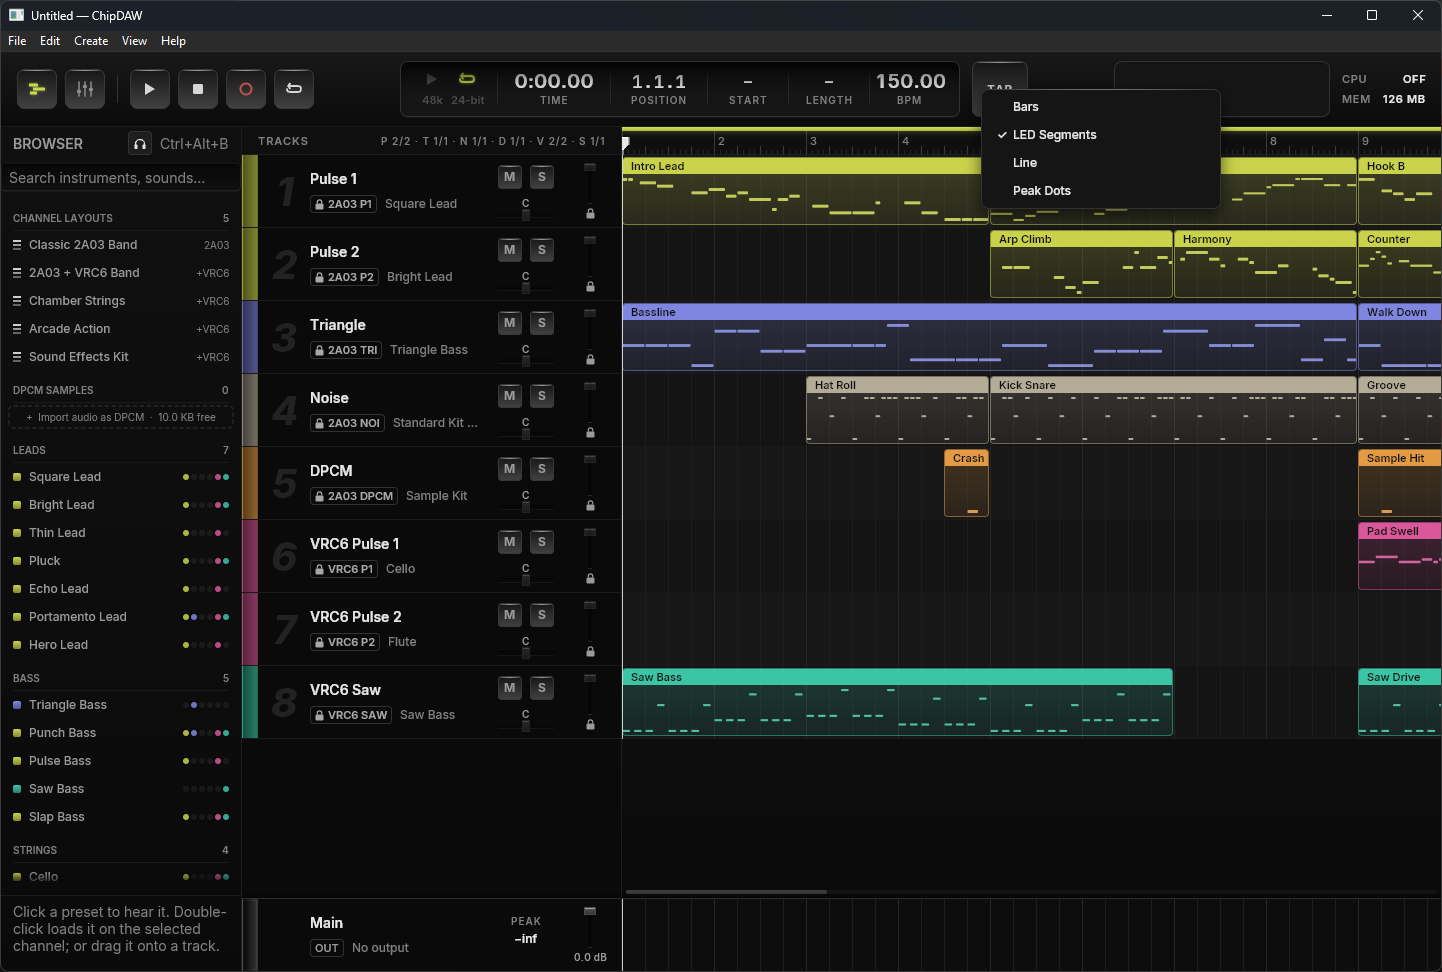 Untitled — ChipDAW
File Edit Create View Help
48k 24-bit
0:00.00
TIME
1.1.1
POSITION
–
START
–
LENGTH
150.00
BPM
CPU OFF
MEM 126 MB
Bars
LED Segments
Line
Peak Dots
BROWSER Ctrl+Alt+B
Search instruments, sounds...
CHANNEL LAYOUTS 5
Classic 2A03 Band 2A03
2A03 + VRC6 Band +VRC6
Chamber Strings +VRC6
Arcade Action +VRC6
Sound Effects Kit +VRC6
DPCM SAMPLES 0
+ Import audio as DPCM · 10.0 KB free
LEADS 7
Square Lead
Bright Lead
Thin Lead
Pluck
Echo Lead
Portamento Lead
Hero Lead
BASS 5
Triangle Bass
Punch Bass
Pulse Bass
Saw Bass
Slap Bass
STRINGS 4
Cello
Click a preset to hear it. Double-
click loads it on the selected
channel; or drag it onto a track.
TRACKS P 2/2 · T 1/1 · N 1/1 · D 1/1 · V 2/2 · S 1/1
1 Pulse 1 M S
2A03 P1 Square Lead C
2 Pulse 2 M S
2A03 P2 Bright Lead C
3 Triangle M S
2A03 TRI Triangle Bass C
4 Noise M S
2A03 NOI Standard Kit ... C
5 DPCM M S
2A03 DPCM Sample Kit C
6 VRC6 Pulse 1 M S
VRC6 P1 Cello C
7 VRC6 Pulse 2 M S
VRC6 P2 Flute C
8 VRC6 Saw M S
VRC6 SAW Saw Bass C
2 3 4 8 9
Intro Lead Hook B
Arp Climb Harmony Counter
Bassline Walk Down
Hat Roll Kick Snare Groove
Crash Sample Hit
Pad Swell
Saw Bass Saw Drive
Main PEAK
OUT No output –inf
0.0 dB